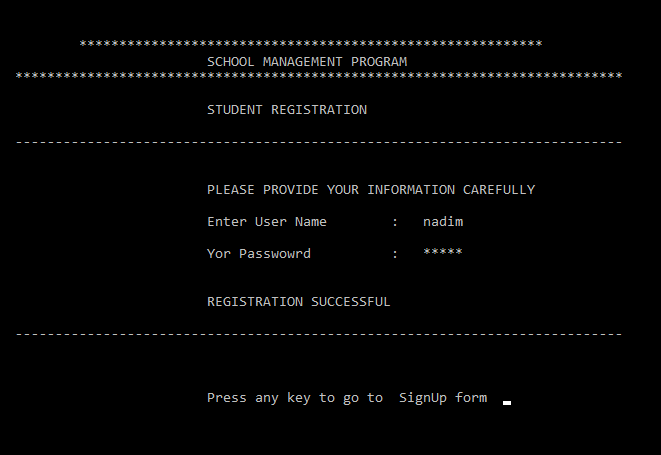 **********************************************************
SCHOOL MANAGEMENT PROGRAM
****************************************************************************
STUDENT REGISTRATION
----------------------------------------------------------------------------
PLEASE PROVIDE YOUR INFORMATION CAREFULLY
Enter User Name : nadim
Yor Passwowrd : *****
REGISTRATION SUCCESSFUL
----------------------------------------------------------------------------
Press any key to go to SignUp form